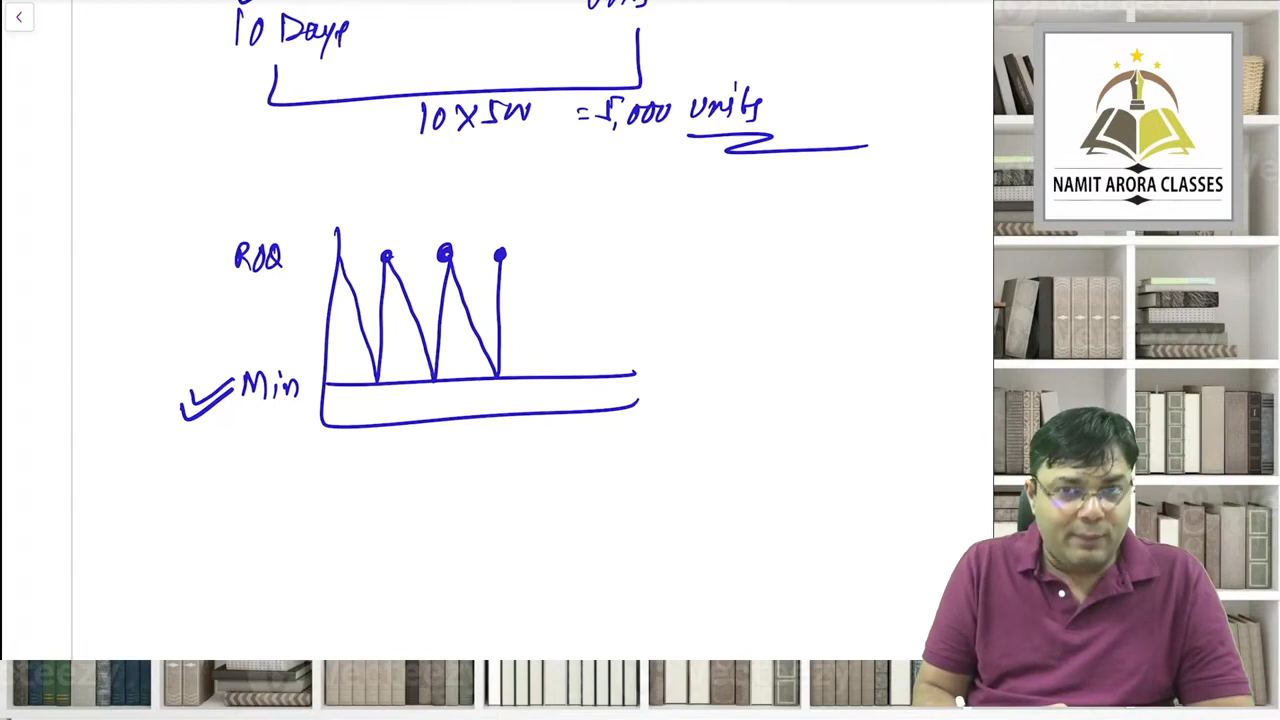 10 Days
10 X 500 = 5,000 units
ROQ
Min
NAMIT ARORA CLASSES